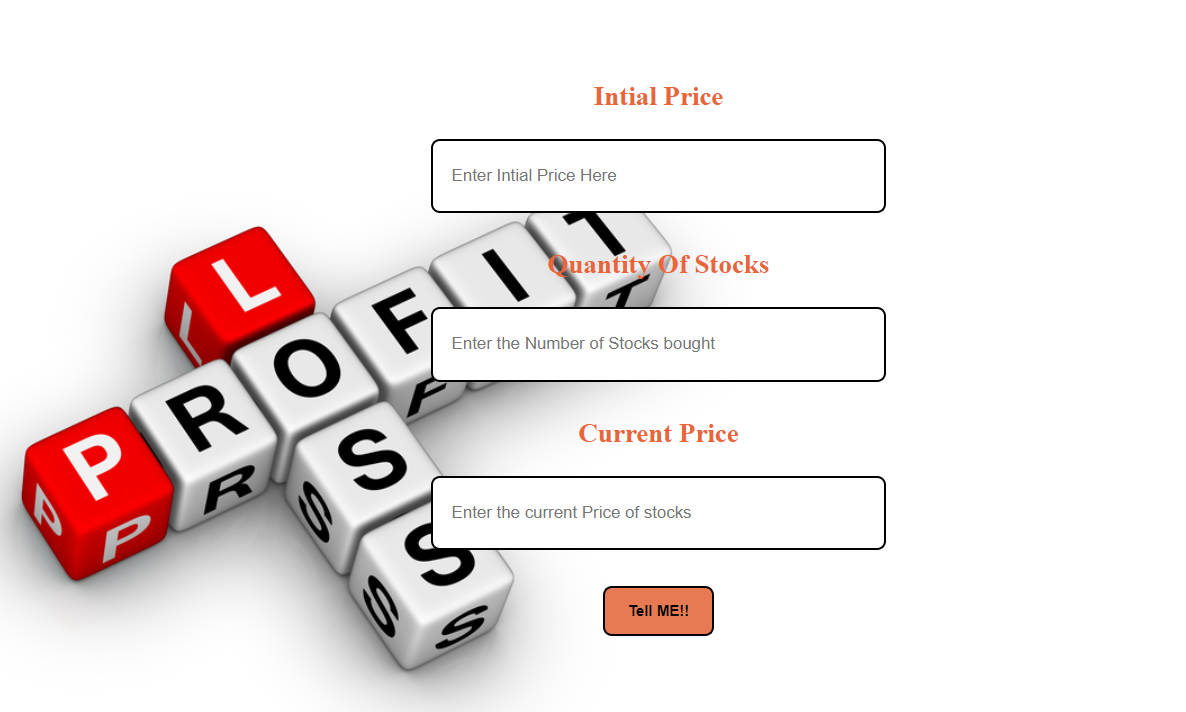 Intial Price
Enter Intial Price Here
Quantity Of Stocks
Enter the Number of Stocks bought
Current Price
Enter the current Price of stocks
Tell ME!!
PROFIT
LOSS